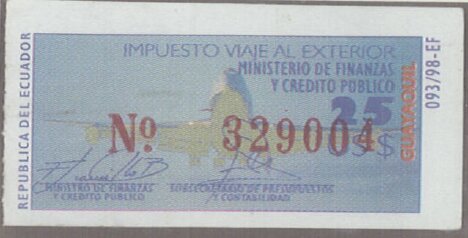 REPUBLICA DEL ECUADOR
IMPUESTO VIAJE AL EXTERIOR
MINISTERIO DE FINANZAS
Y CREDITO PUBLICO
25
US $
GUAYAQUIL
093/98-EF
Nº 329004
MINISTRO DE FINANZAS
Y CREDITO PUBLICO
SUBSECRETARIO DE PRESUPUESTOS
Y CONTABILIDAD